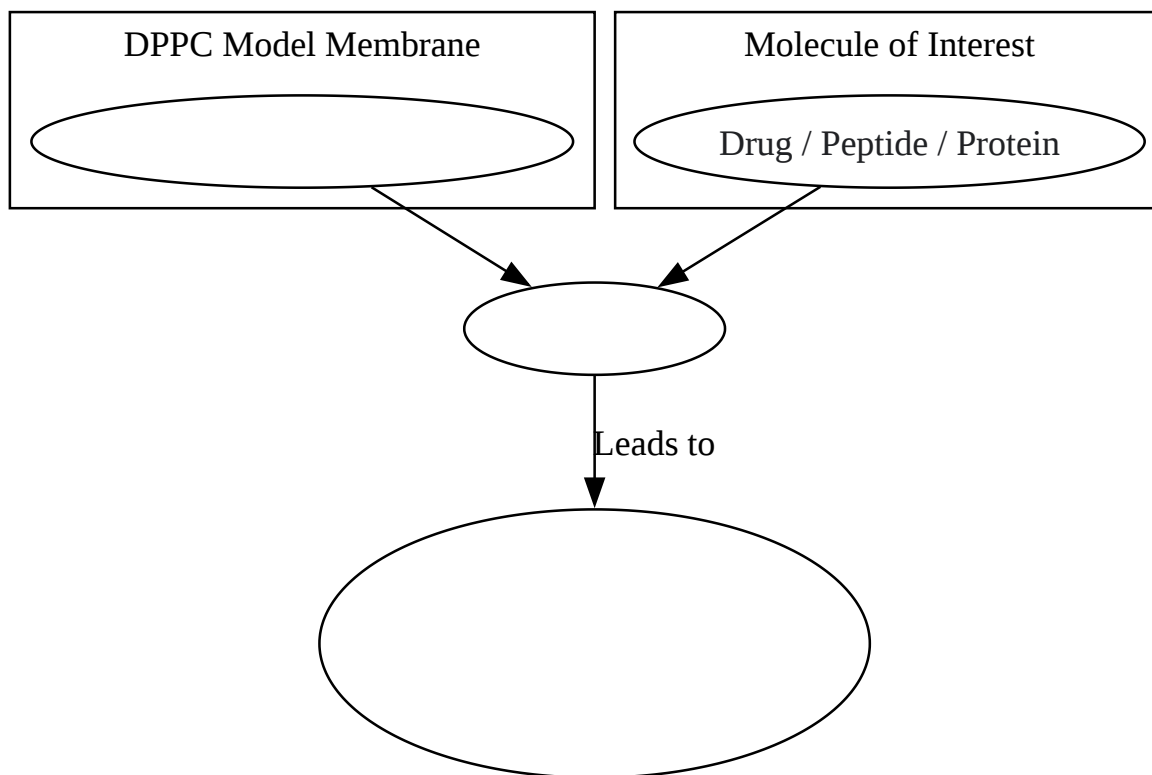 DPPC Model Membrane
Molecule of Interest
Drug / Peptide / Protein
Leads to